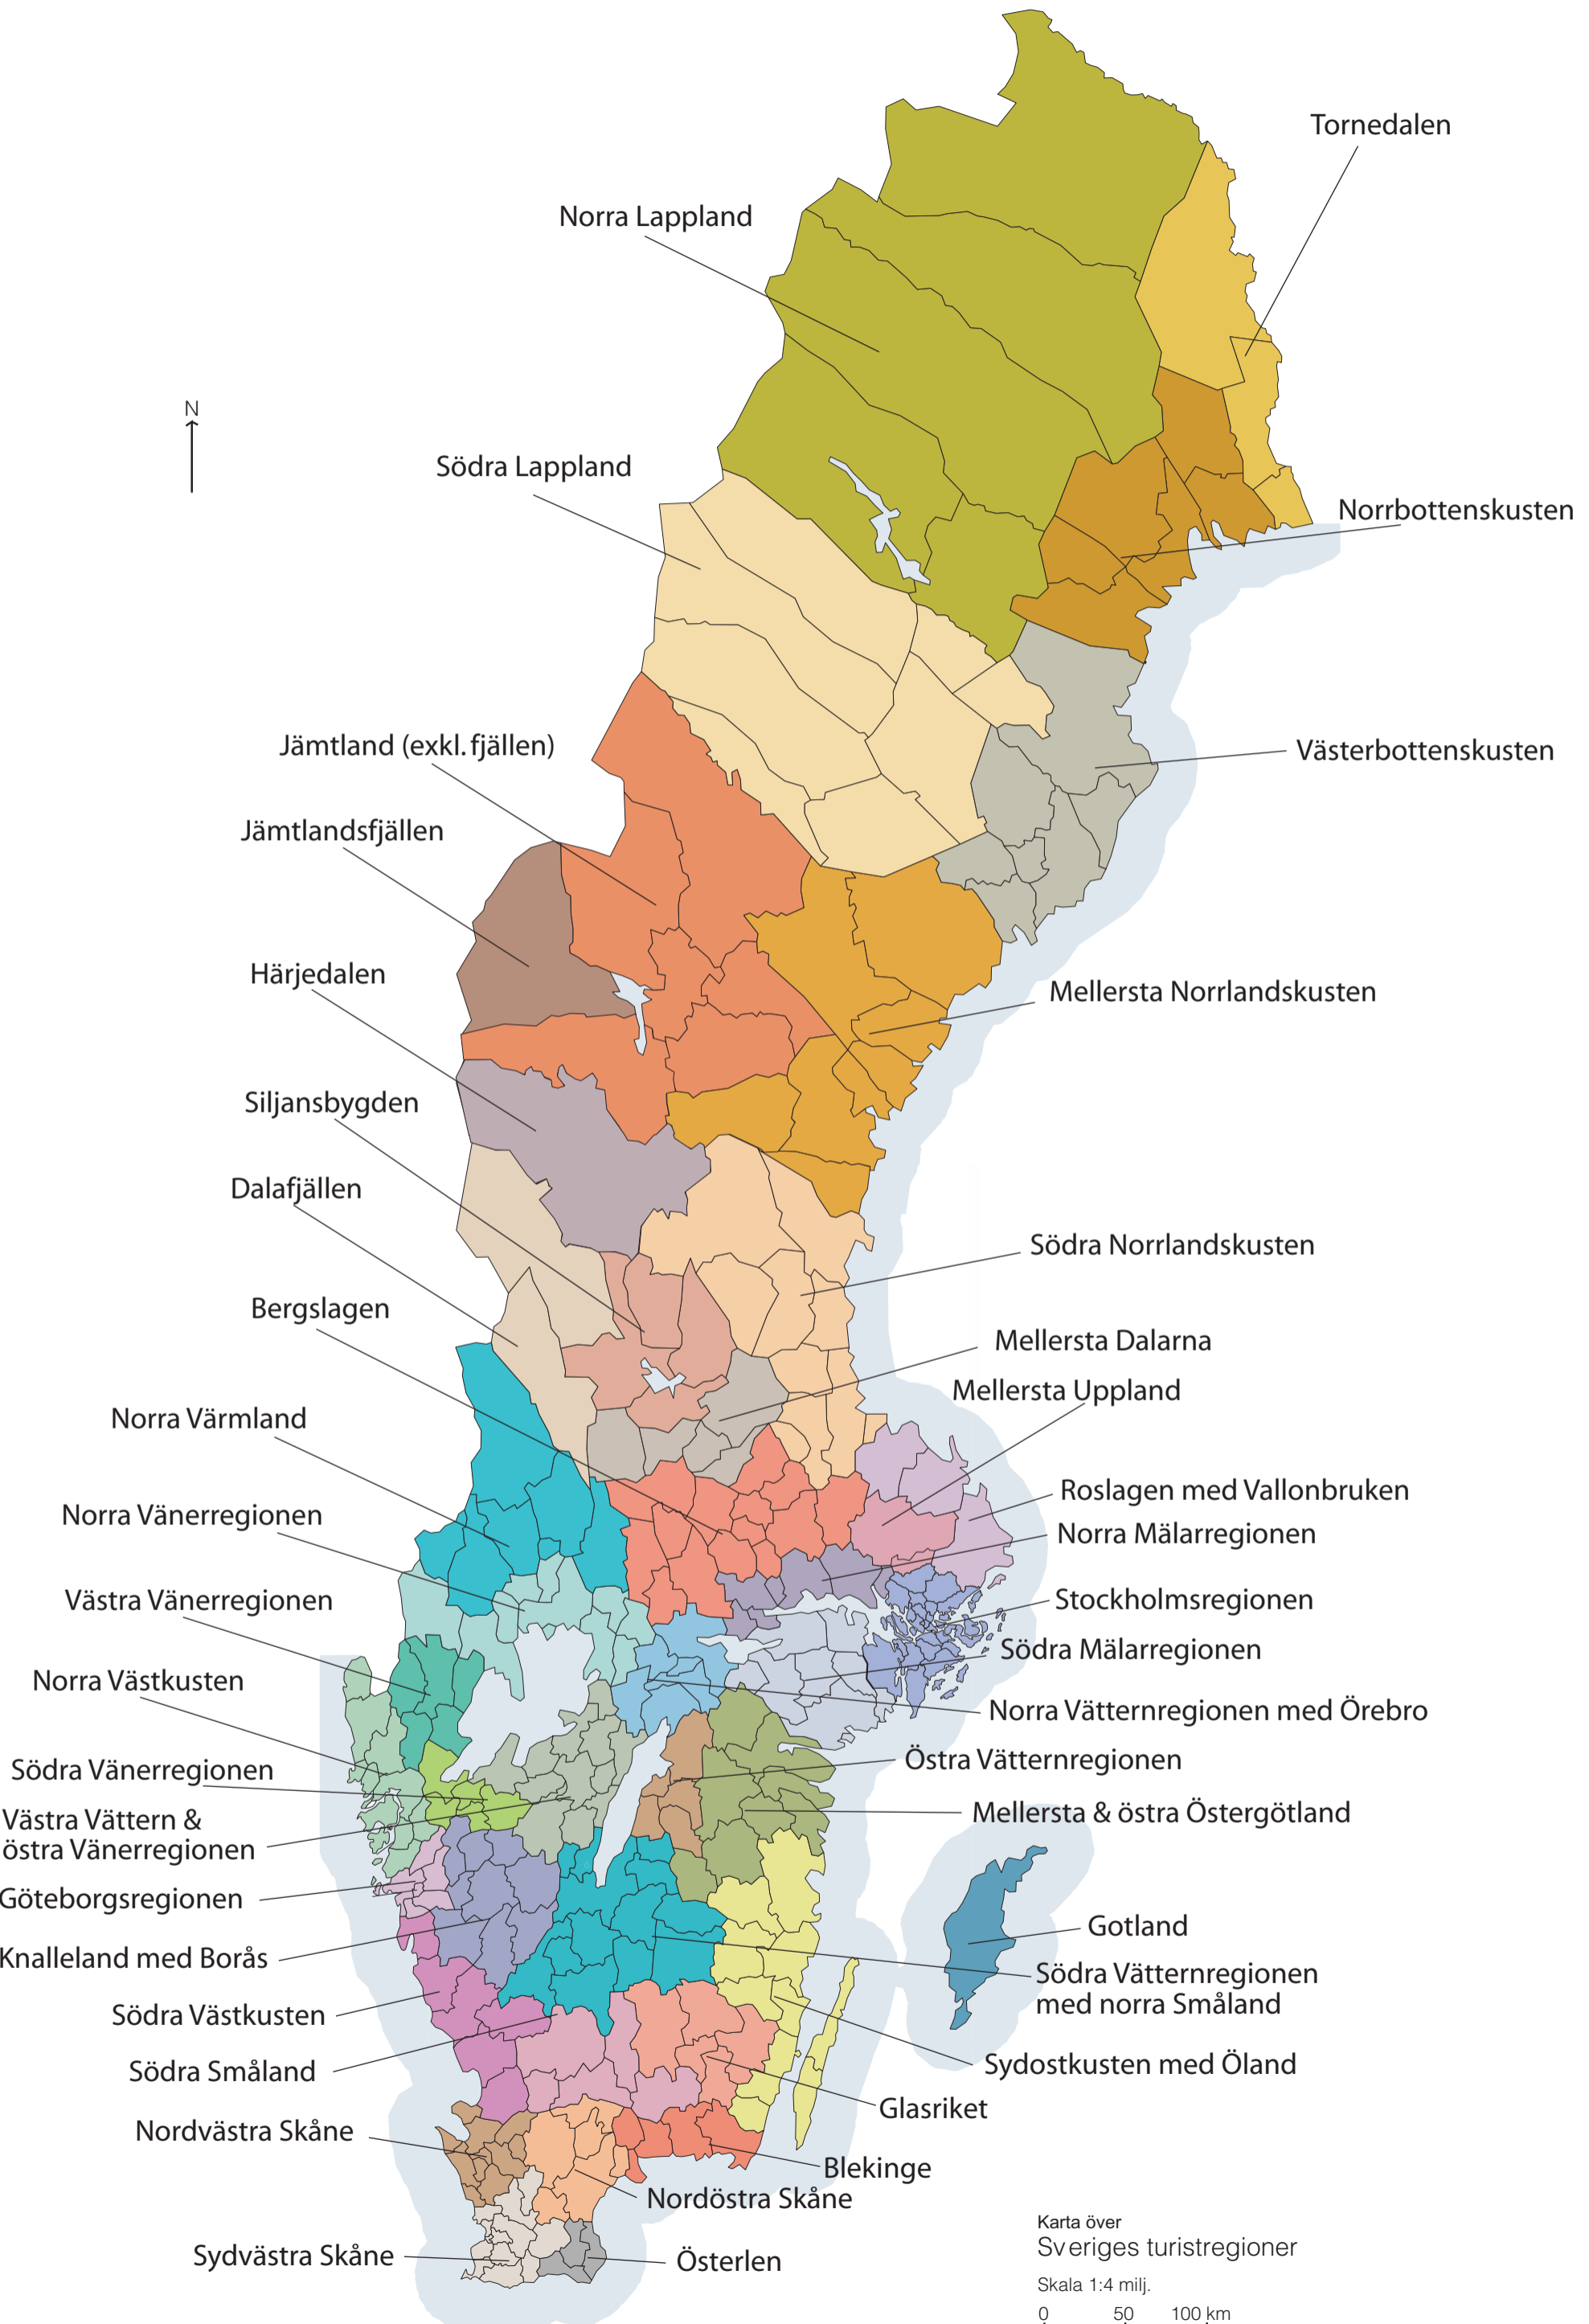 Tornedalen
Norra Lappland
N
Södra Lappland
Norrbottenskusten
Jämtland (exkl. fjällen)
Västerbottenskusten
Jämtlandsfjällen
Härjedalen
Mellersta Norrlandskusten
Siljansbygden
Dalafjällen
Södra Norrlandskusten
Bergslagen
Mellersta Dalarna
Mellersta Uppland
Norra Värmland
Roslagen med Vallonbruken
Norra Vänerregionen
Norra Mälarregionen
Västra Vänerregionen
Stockholmsregionen
Södra Mälarregionen
Norra Västkusten
Norra Vätternregionen med Örebro
Södra Vänerregionen
Östra Vätternregionen
Västra Vättern &
östra Vänerregionen
Mellersta & östra Östergötland
Göteborgsregionen
Gotland
Knalleland med Borås
Södra Vätternregionen
med norra Småland
Södra Västkusten
Södra Småland
Sydostkusten med Öland
Glasriket
Nordvästra Skåne
Blekinge
Nordöstra Skåne
Sydvästra Skåne
Österlen
Karta över
Sveriges turistregioner
Skala 1:4 milj.
0 50 100 km